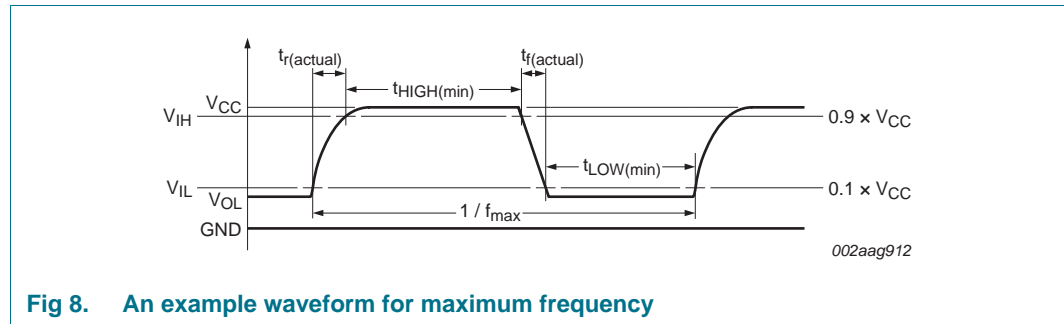 tr(actual)
tf(actual)
tHIGH(min)
VCC
VIH
0.9 × VCC
tLOW(min)
VIL
VOL
0.1 × VCC
1 / fmax
GND
002aag912
Fig 8. An example waveform for maximum frequency